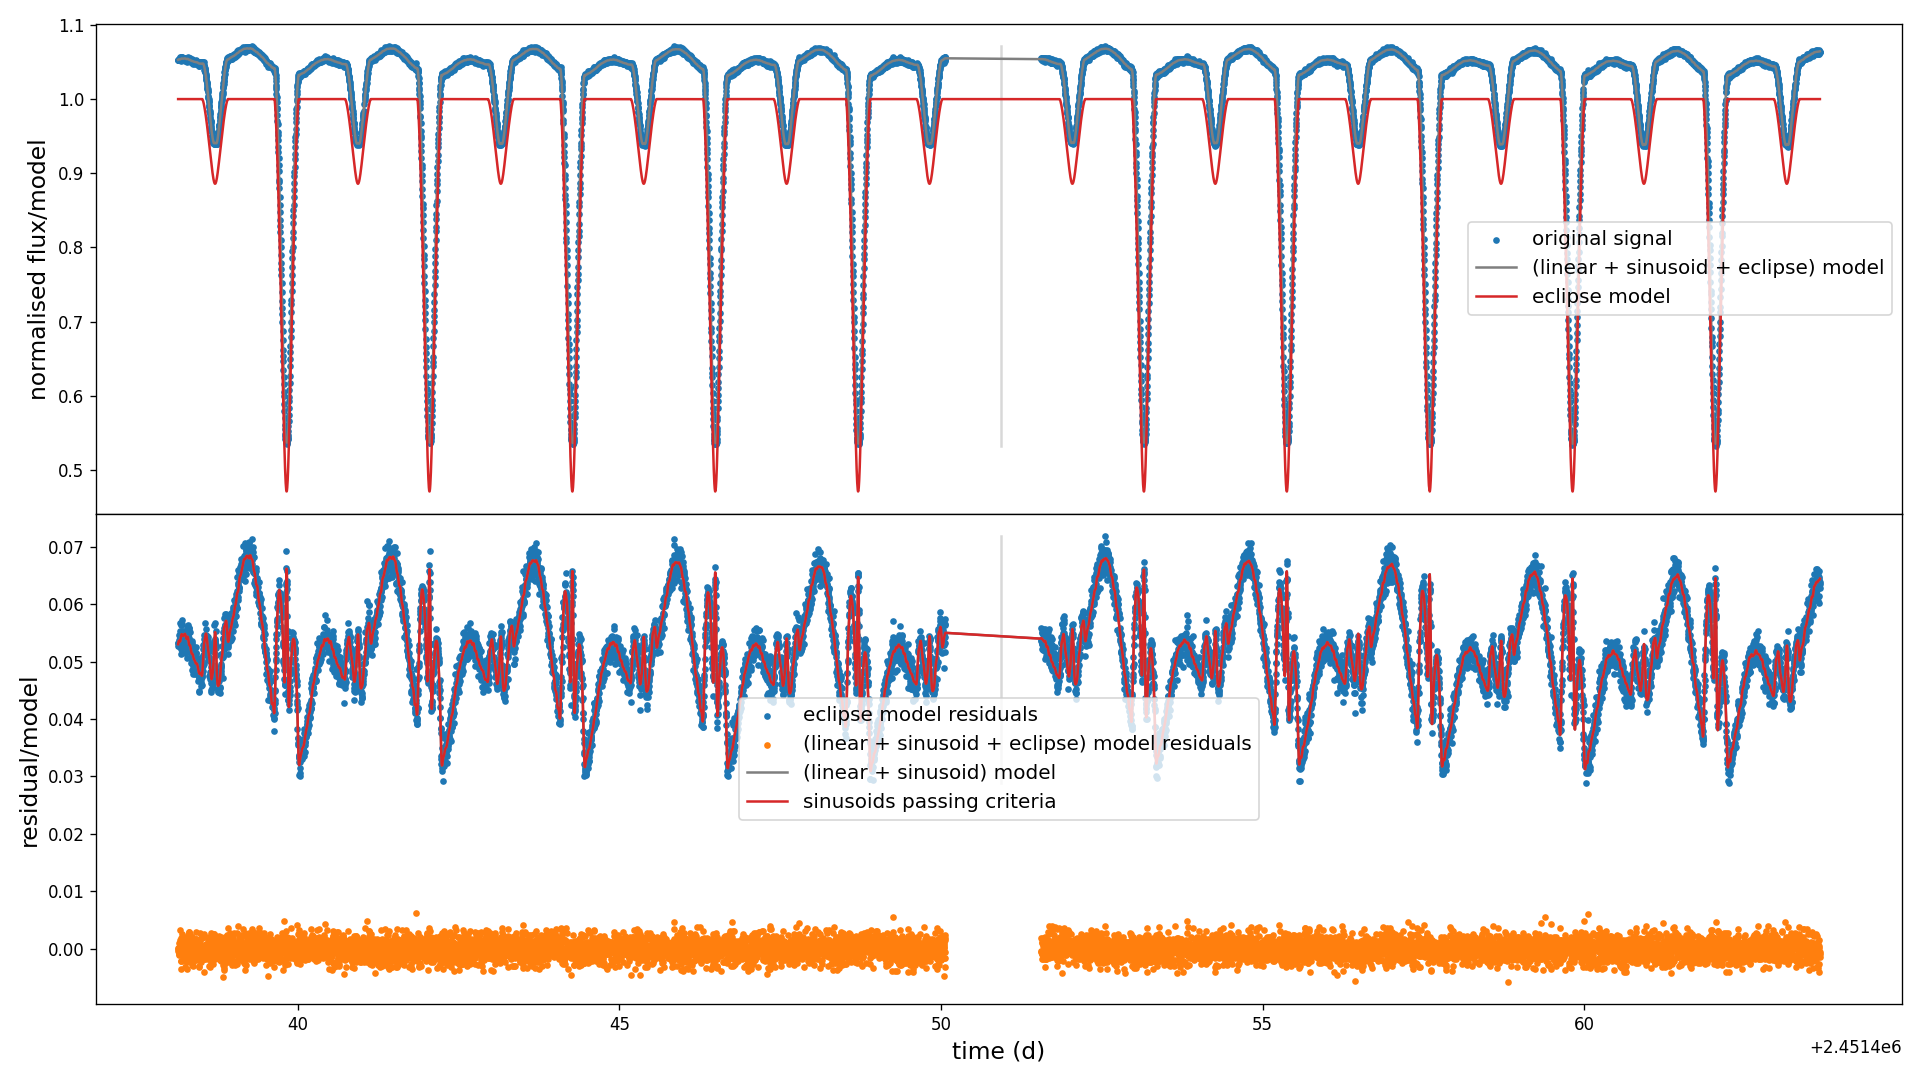 1.1
1.0
0.9
0.8
0.7
0.6
0.5
normalised flux/model
original signal
(linear + sinusoid + eclipse) model
eclipse model
0.07
0.06
0.05
0.04
0.03
0.02
0.01
0.00
residual/model
eclipse model residuals
(linear + sinusoid + eclipse) model residuals
(linear + sinusoid) model
sinusoids passing criteria
40
45
50
55
60
time (d)
+2.4514e6